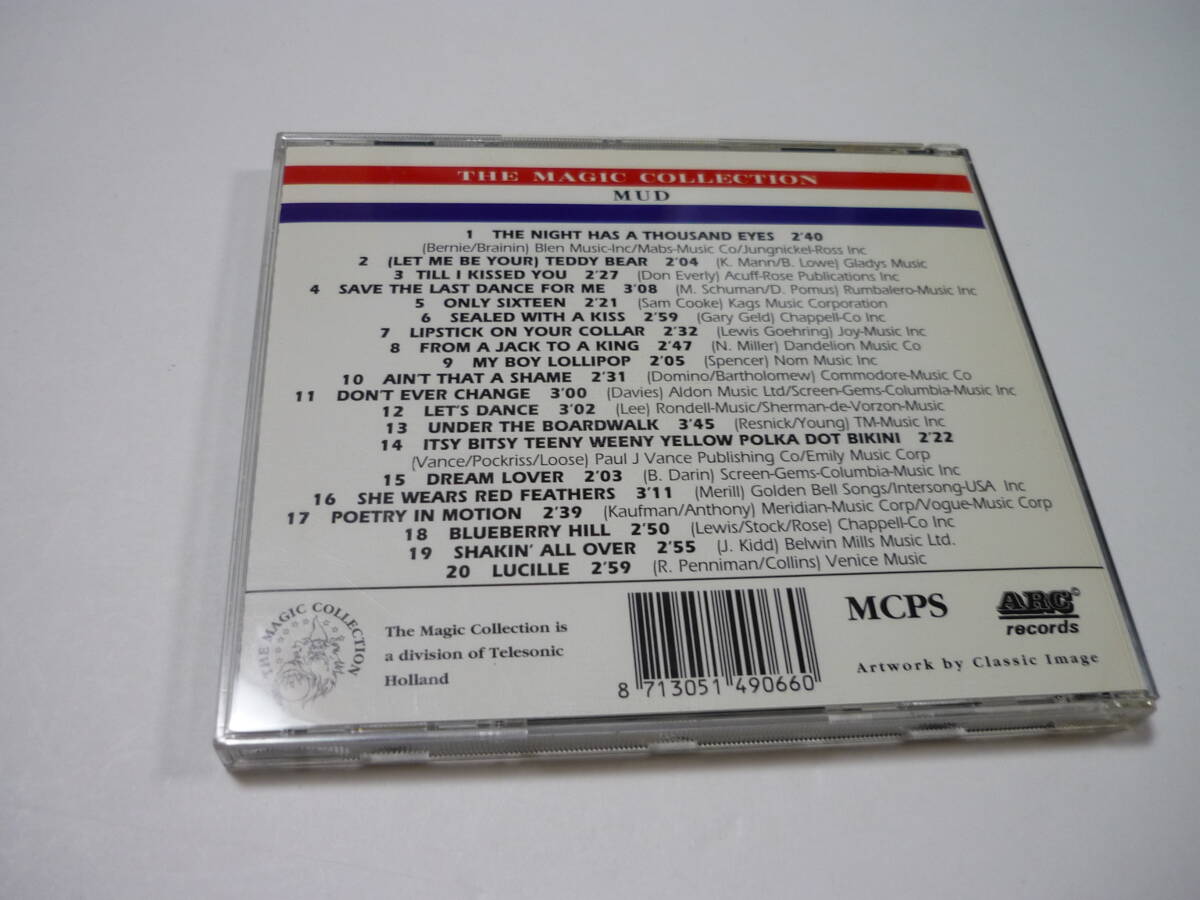 THE MAGIC COLLECTION
MUD
1 THE NIGHT HAS A THOUSAND EYES 2'40
(Bernie/Brainin) Blen Music-Inc/Mabs-Music Co/Jungnickel-Ross Inc
2 (LET ME BE YOUR) TEDDY BEAR 2'04 (K. Mann/B. Lowe) Gladys Music
3 TILL I KISSED YOU 2'27 (Don Everly) Acuff-Rose Publications Inc
4 SAVE THE LAST DANCE FOR ME 3'08 (M. Schuman/D. Pomus) Rumbalero-Music Inc
5 ONLY SIXTEEN 2'21 (Sam Cooke) Kags Music Corporation
6 SEALED WITH A KISS 2'59 (Gary Geld) Chappell-Co Inc
7 LIPSTICK ON YOUR COLLAR 2'32 (Lewis Goehring) Joy-Music Inc
8 FROM A JACK TO A KING 2'47 (N. Miller) Dandelion Music Co
9 MY BOY LOLLIPOP 2'05 (Spencer) Nom Music Inc
10 AIN'T THAT A SHAME 2'31 (Domino/Bartholomew) Commodore-Music Co
11 DON'T EVER CHANGE 3'00 (Davies) Aldon Music Ltd/Screen-Gems-Columbia-Music Inc
12 LET'S DANCE 3'02 (Lee) Rondell-Music/Sherman-de-Vorzon-Music
13 UNDER THE BOARDWALK 3'45 (Resnick/Young) TM-Music Inc
14 ITSY BITSY TEENY WEENY YELLOW POLKA DOT BIKINI 2'22
(Vance/Pockriss/Loose) Paul J Vance Publishing Co/Emily Music Corp
15 DREAM LOVER 2'03 (B. Darin) Screen-Gems-Columbia-Music Inc
16 SHE WEARS RED FEATHERS 3'11 (Merill) Golden Bell Songs/Intersong-USA Inc
17 POETRY IN MOTION 2'39 (Kaufman/Anthony) Meridian-Music Corp/Vogue-Music Corp
18 BLUEBERRY HILL 2'50 (Lewis/Stock/Rose) Chappell-Co Inc
19 SHAKIN' ALL OVER 2'55 (J. Kidd) Belwin Mills Music Ltd.
20 LUCILLE 2'59 (R. Penniman/Collins) Venice Music
THE MAGIC COLLECTION
The Magic Collection is
a division of Telesonic
Holland
8 713051 490660
MCPS
ARC ©
records
Artwork by Classic Image